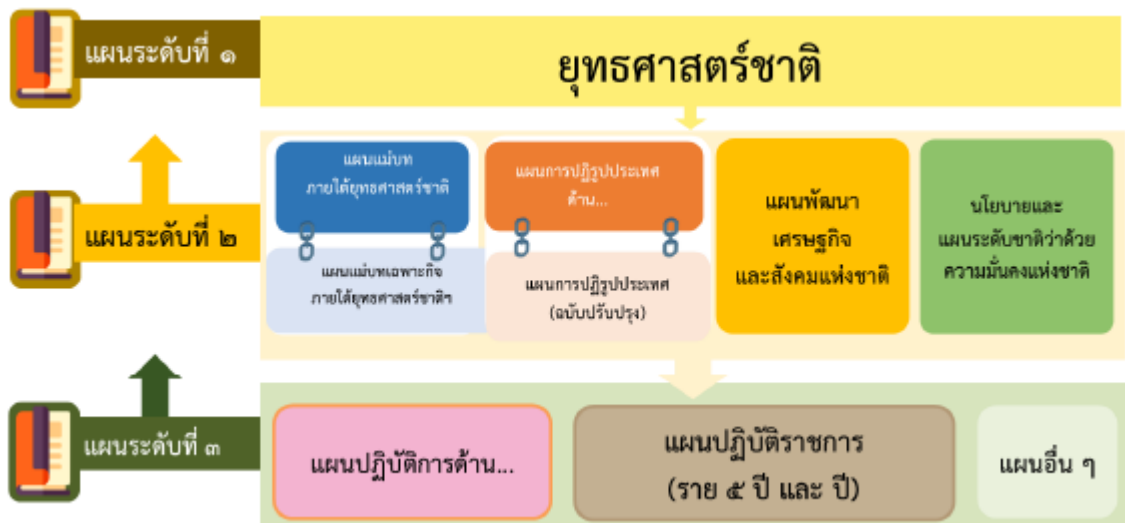 แผนระดับที่ ๑
ยุทธศาสตร์ชาติ
แผนระดับที่ ๒
แผนแม่บท
ภายใต้ยุทธศาสตร์ชาติ
แผนแม่บทเฉพาะกิจ
ภายใต้ยุทธศาสตร์ชาติฯ
แผนการปฏิรูปประเทศ
ด้าน...
แผนการปฏิรูปประเทศ
(ฉบับปรับปรุง)
แผนพัฒนา
เศรษฐกิจ
และสังคมแห่งชาติ
นโยบายและ
แผนระดับชาติว่าด้วย
ความมั่นคงแห่งชาติ
แผนระดับที่ ๓
แผนปฏิบัติการด้าน...
แผนปฏิบัติราชการ
(ราย ๕ ปี และ ปี)
แผนอื่น ๆ